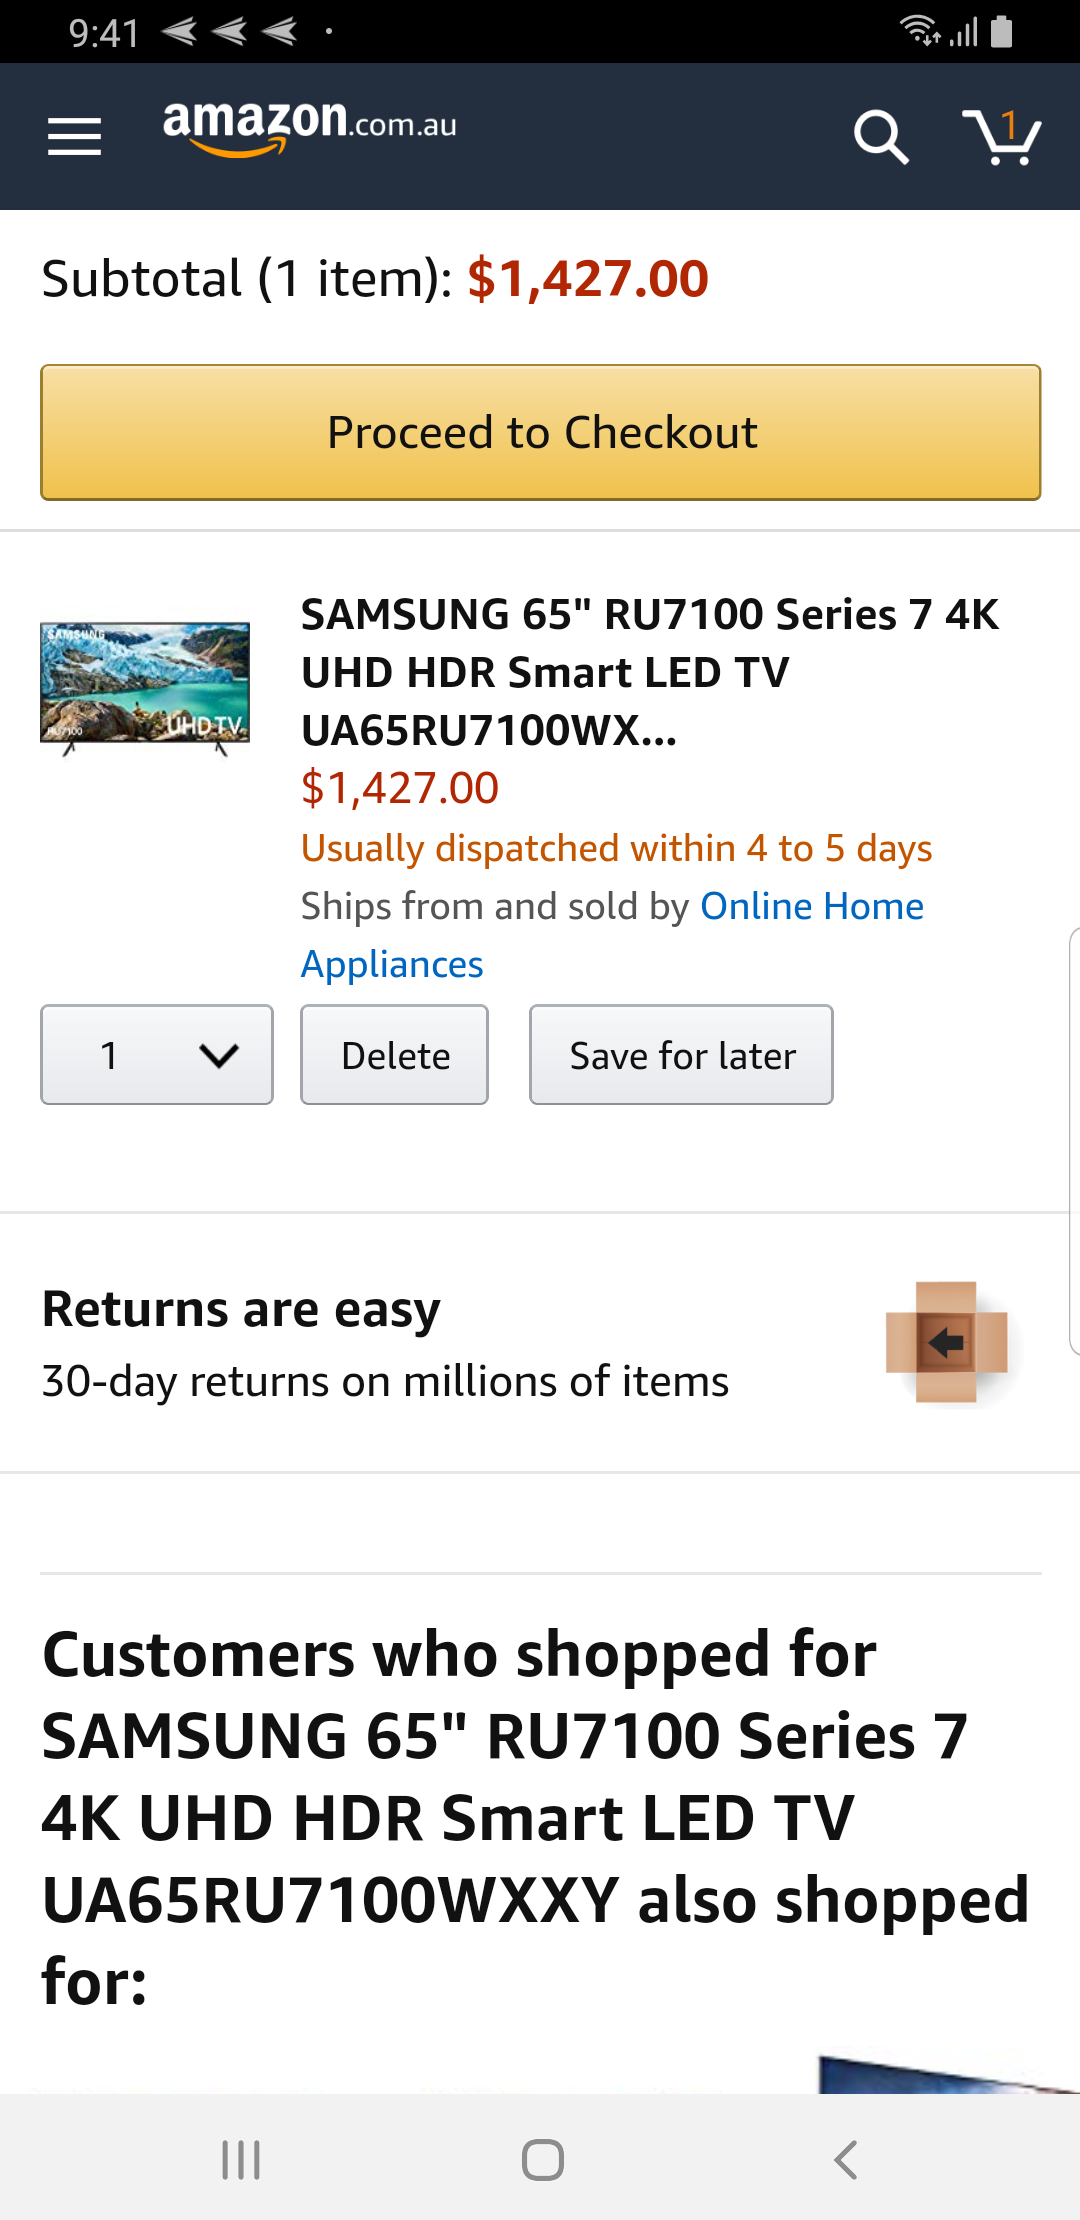 9:41
amazon.com.au
1
Subtotal (1 item): $1,427.00
Proceed to Checkout
SAMSUNG 65" RU7100 Series 7 4K
UHD HDR Smart LED TV
UA65RU7100WX...
$1,427.00
Usually dispatched within 4 to 5 days
Ships from and sold by Online Home
Appliances
SAMSUNG
RU7100
UHD TV
1
Delete
Save for later
Returns are easy
30-day returns on millions of items
Customers who shopped for
SAMSUNG 65" RU7100 Series 7
4K UHD HDR Smart LED TV
UA65RU7100WXXY also shopped
for: